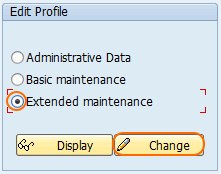 Edit Profile
Administrative Data
Basic maintenance
Extended maintenance
Display Change